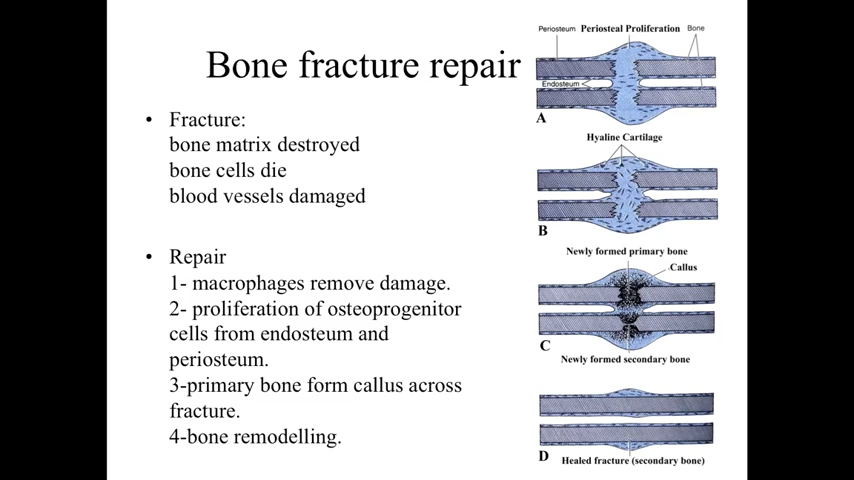 Bone fracture repair
• Fracture:
bone matrix destroyed
bone cells die
blood vessels damaged
• Repair
1- macrophages remove damage.
2- proliferation of osteoprogenitor
cells from endosteum and
periosteum.
3-primary bone form callus across
fracture.
4-bone remodelling.
Periosteum Periosteal Proliferation Bone
Endosteum
A
Hyaline Cartilage
B
Newly formed primary bone
Callus
C
Newly formed secondary bone
D Healed fracture (secondary bone)